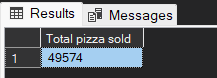 Results Messages
Total pizza sold
1 49574